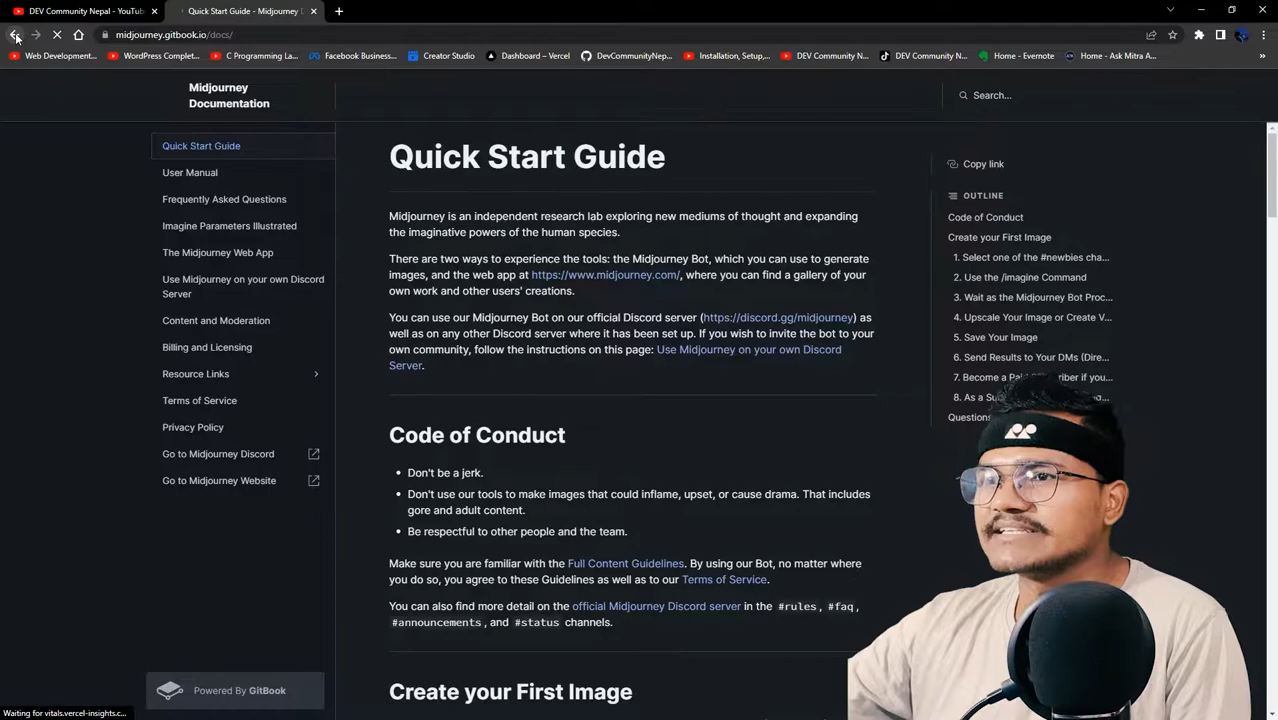 DEV Community Nepal - YouTub
Quick Start Guide - Midjourney D
midjourney.gitbook.io/docs/
Web Development...
WordPress Complet...
C Programming La...
Facebook Business...
Creator Studio
Dashboard – Vercel
DevCommunityNep...
Installation, Setup,...
DEV Community N...
DEV Community N...
Home - Evernote
Home - Ask Mitra A...
Midjourney
Documentation
Search...
Quick Start Guide
User Manual
Frequently Asked Questions
Imagine Parameters Illustrated
The Midjourney Web App
Use Midjourney on your own Discord
Server
Content and Moderation
Billing and Licensing
Resource Links
Terms of Service
Privacy Policy
Go to Midjourney Discord
Go to Midjourney Website
Powered By GitBook
Waiting for vitals.vercel-insights.c...
Quick Start Guide
Midjourney is an independent research lab exploring new mediums of thought and expanding
the imaginative powers of the human species.
There are two ways to experience the tools: the Midjourney Bot, which you can use to generate
images, and the web app at https://www.midjourney.com/, where you can find a gallery of your
own work and other users' creations.
You can use our Midjourney Bot on our official Discord server (https://discord.gg/midjourney) as
well as on any other Discord server where it has been set up. If you wish to invite the bot to your
own community, follow the instructions on this page: Use Midjourney on your own Discord
Server.
Code of Conduct
• Don't be a jerk.
• Don't use our tools to make images that could inflame, upset, or cause drama. That includes
gore and adult content.
• Be respectful to other people and the team.
Make sure you are familiar with the Full Content Guidelines. By using our Bot, no matter where
you do so, you agree to these Guidelines as well as to our Terms of Service.
You can also find more detail on the official Midjourney Discord server in the #rules, #faq,
#announcements, and #status channels.
Create your First Image
Copy link
OUTLINE
Code of Conduct
Create your First Image
1. Select one of the #newbies cha...
2. Use the /imagine Command
3. Wait as the Midjourney Bot Proc...
4. Upscale Your Image or Create V...
5. Save Your Image
6. Send Results to Your DMs (Dire...
7. Become a Paid
8. As a
Questions